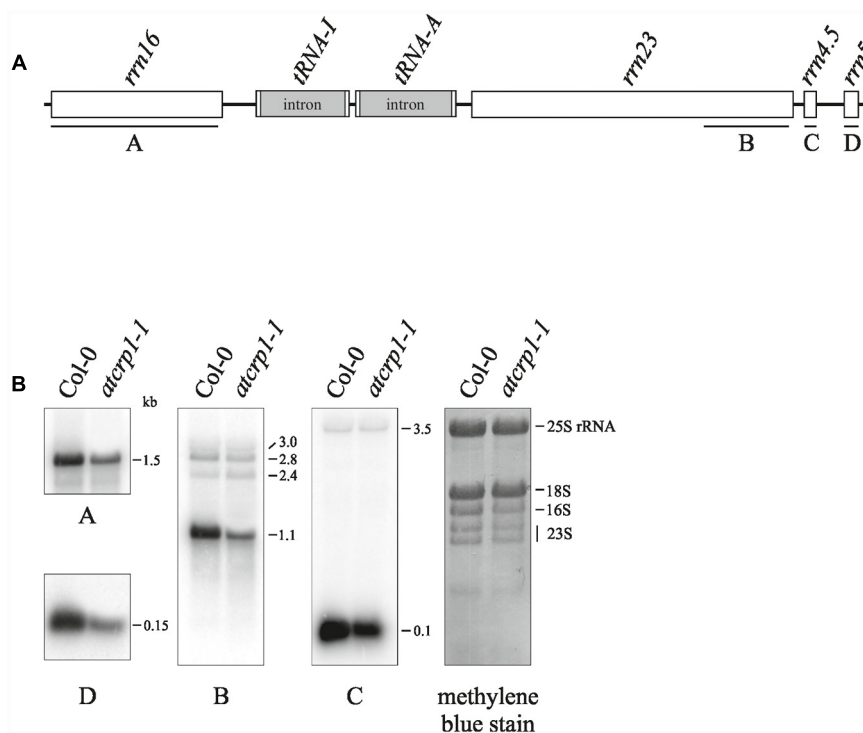 A
rrn16
tRNA-I
tRNA-A
rrn23
rrn4.5
rrn5
intron
intron
A
B
C
D
B
Col-0
atcrp1-1
Col-0
atcrp1-1
Col-0
atcrp1-1
Col-0
atcrp1-1
kb
1.5
A
0.15
D
3.0
2.8
2.4
1.1
B
3.5
0.1
C
25S rRNA
18S
16S
23S
methylene
blue stain